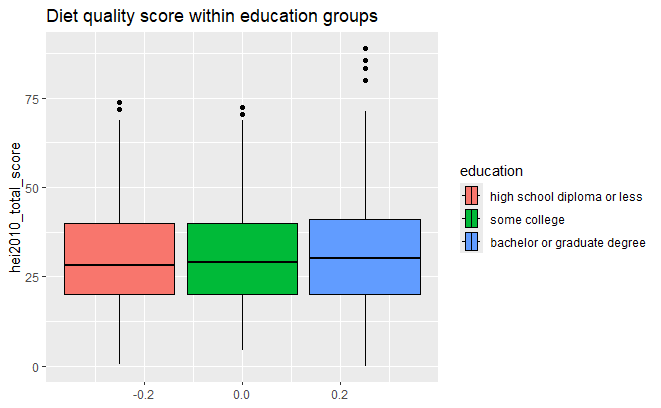 Diet quality score within education groups
hei2010_total_score
75
50
25
0
-0.2
0.0
0.2
education
high school diploma or less
some college
bachelor or graduate degree